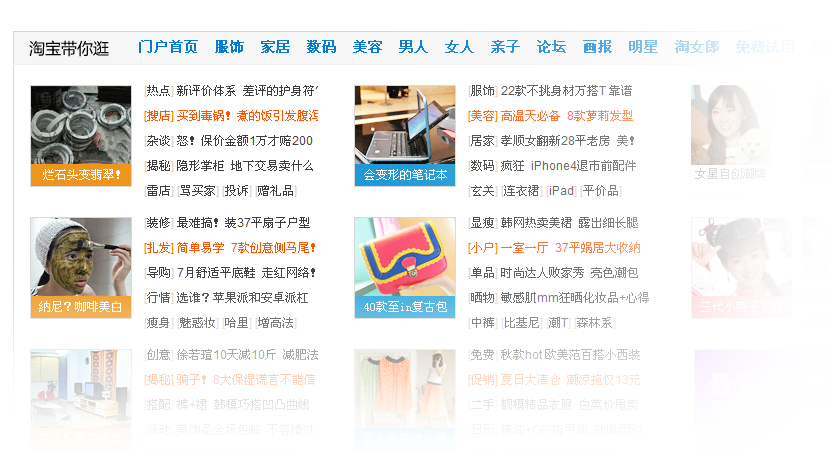 淘宝带你逛 门户首页 服饰 家居 数码 美容 男人 女人 亲子 论坛 画报 明星 淘女郎 免费试用
烂石头变翡翠!
[热点] 新评价体系 差评的护身符
[搜店] 买到毒锅! 煮的饭引发腹泻
[杂谈] 怒! 保价金额1万才赔200
[揭秘] 隐形掌柜 地下交易卖什么
[雷店] [骂买家] [投诉] [赠礼品]
会变形的笔记本
[服饰] 22款不挑身材万搭T 靠谱
[美容] 高温天必备 8款萝莉发型
[居家] 孝顺女翻新28平老房 美!
[数码] 疯狂 iPhone4退市前配件
[玄关] [连衣裙] [iPad] [平价品]
女星自创潮牌
纳尼?咖啡美白
[装修] 最难搞! 装37平扇子户型
[扎发] 简单易学 7款创意侧马尾!
[导购] 7月舒适平底鞋 走红网络!
[行情] 选谁? 苹果派和安卓派杠
[瘦身] [魅惑妆] [哈里] [增高法]
40款至in复古包
[显瘦] 韩网热卖美裙 露出细长腿
[小户] 一室一厅 37平蜗居大收纳
[单品] 时尚达人败家秀 亮色潮包
[晒物] 敏感肌mm狂晒化妆品+心得
[中裤] [比基尼] [潮T] [森林系]
[创意] 徐若瑄10天减10斤 减肥法
[揭秘] 骗子! 8大保湿谎言不能信
[搭配] 裤+裙 韩模巧搭凹凸曲线
[免费] 秋款hot欧美范百搭小西装
[促销] 夏日大清仓 潮凉拖仅13元
[二手] 靓模精品衣服 白菜价甩卖